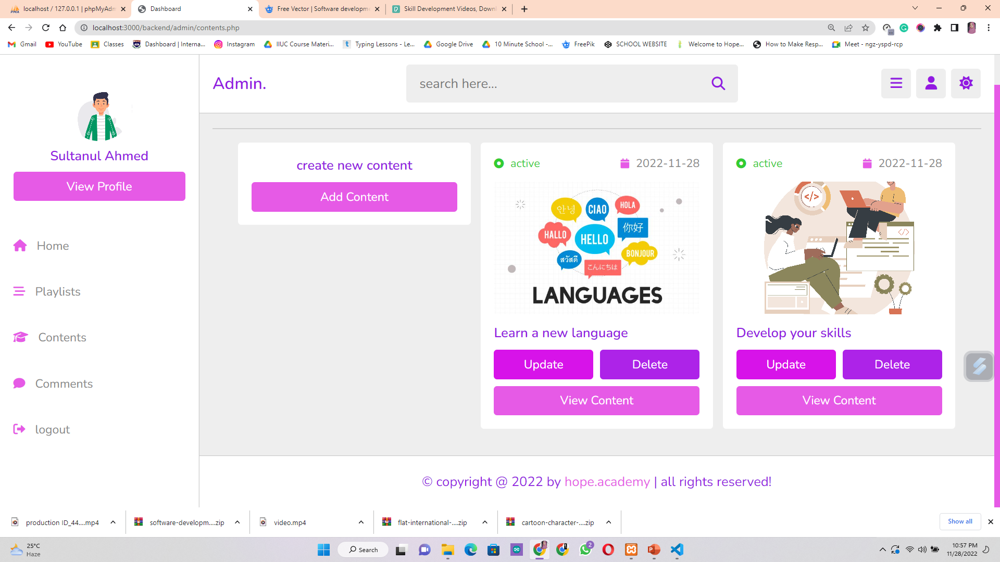 localhost / 127.0.0.1 | phpMyAdm
Dashboard
Free Vector | Software developme
Skill Development Videos, Downl
localhost:3000/backend/admin/contents.php
Gmail
YouTube
Classes
Dashboard | Interna...
Instagram
IIUC Course Materi...
Typing Lessons - Le...
Google Drive
10 Minute School -...
FreePik
SCHOOL WEBSITE
Welcome to Hope...
How to Make Resp...
Meet - ngz-yspd-rcp
Admin.
search here...
Sultanul Ahmed
View Profile
Home
Playlists
Contents
Comments
logout
create new content
Add Content
active
2022-11-28
안녕
CIAO
HOLA
HALLO
HELLO
你好
สวัสดี
こんにちは
BONJOUR
LANGUAGES
Learn a new language
Update
Delete
View Content
active
2022-11-28
</>
</>
Develop your skills
Update
Delete
View Content
© copyright @ 2022 by hope.academy | all rights reserved!
production ID_44....mp4
software-developm....zip
video.mp4
flat-international-....zip
cartoon-character-....zip
Show all
25°C
Haze
Search
2
10:57 PM
11/28/2022